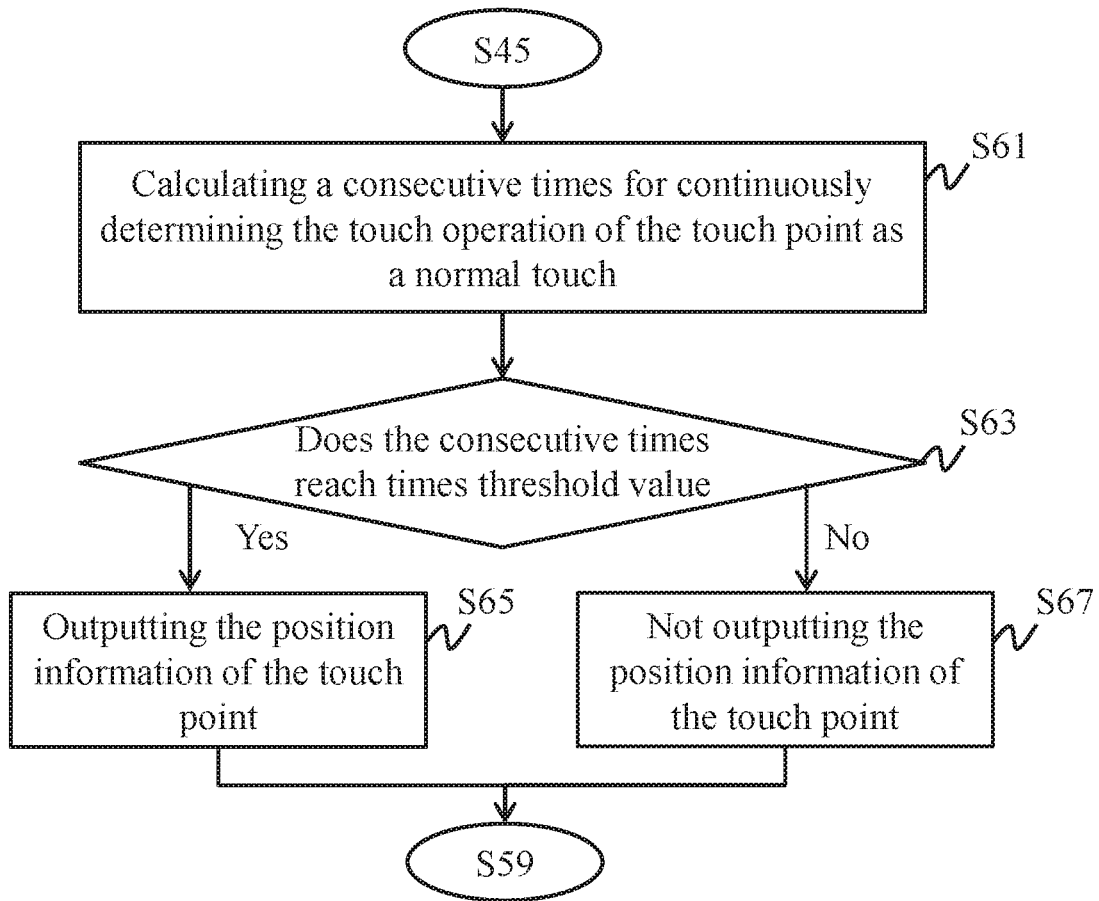 S45
S61
Calculating a consecutive times for continuously
determining the touch operation of the touch point as
a normal touch
S63
Does the consecutive times
reach times threshold value
Yes
No
S65
Outputting the position
information of the touch
point
S67
Not outputting the
position information of
the touch point
S59